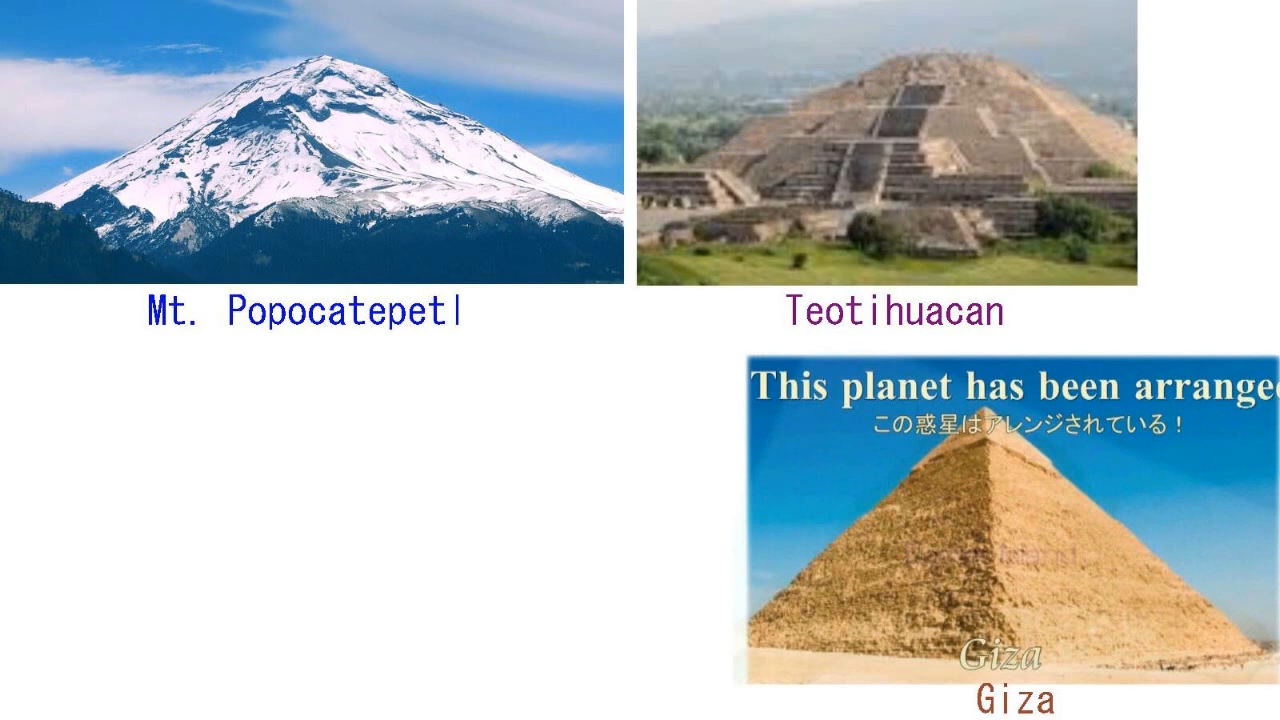 Mt. Popocatepetl
Teotihuacan
This planet has been arranged
この惑星はアレンジされている！
Giza
Giza